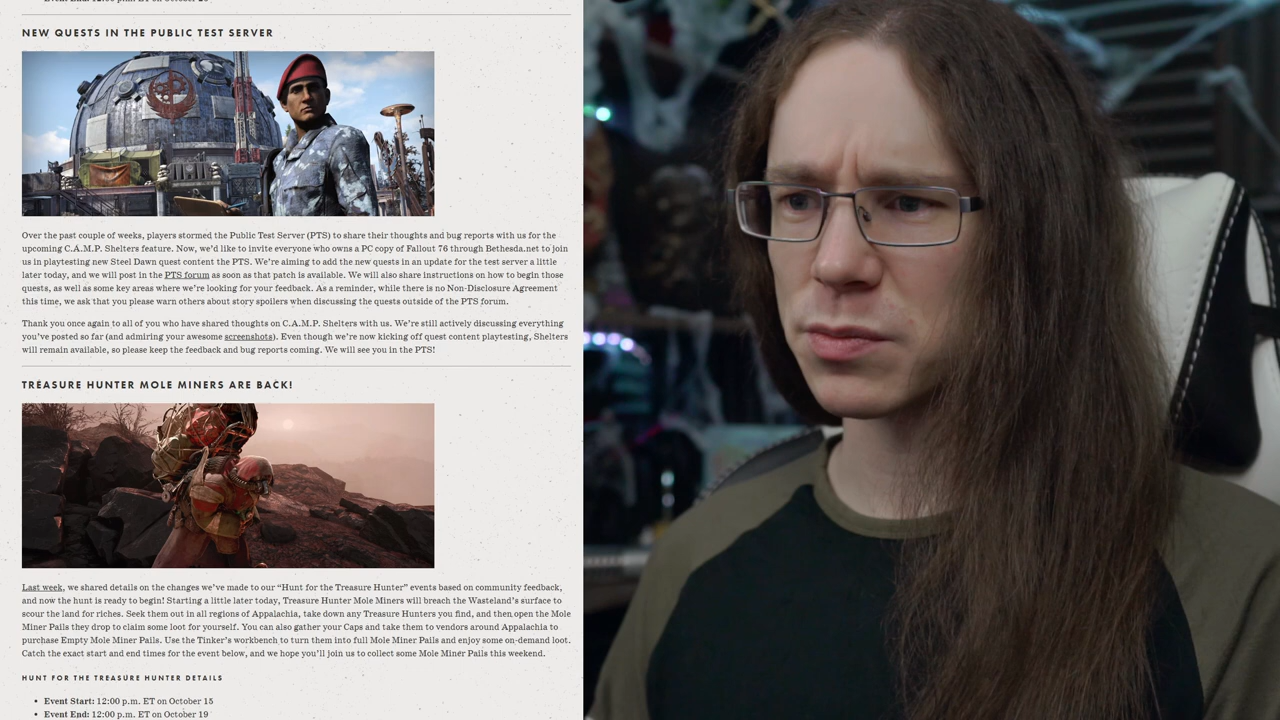 Event End: 12:00 p.m. ET on October 26
NEW QUESTS IN THE PUBLIC TEST SERVER
Over the past couple of weeks, players stormed the Public Test Server (PTS) to share their thoughts and bug reports with us for the
upcoming C.A.M.P. Shelters feature. Now, we'd like to invite everyone who owns a PC copy of Fallout 76 through Bethesda.net to join
us in playtesting new Steel Dawn quest content the PTS. We're aiming to add the new quests in an update for the test server a little
later today, and we will post in the PTS forum as soon as that patch is available. We will also share instructions on how to begin those
quests, as well as some key areas where we're looking for your feedback. As a reminder, while there is no Non-Disclosure Agreement
this time, we ask that you please warn others about story spoilers when discussing the quests outside of the PTS forum.
Thank you once again to all of you who have shared thoughts on C.A.M.P. Shelters with us. We're still actively discussing everything
you've posted so far (and admiring your awesome screenshots). Even though we're now kicking off quest content playtesting, Shelters
will remain available, so please keep the feedback and bug reports coming. We will see you in the PTS!
TREASURE HUNTER MOLE MINERS ARE BACK!
Last week, we shared details on the changes we've made to our “Hunt for the Treasure Hunter” events based on community feedback,
and now the hunt is ready to begin! Starting a little later today, Treasure Hunter Mole Miners will breach the Wasteland's surface to
scour the land for riches. Seek them out in all regions of Appalachia, take down any Treasure Hunters you find, and then open the Mole
Miner Pails they drop to claim some loot for yourself. You can also gather your Caps and take them to vendors around Appalachia to
purchase Empty Mole Miner Pails. Use the Tinker's workbench to turn them into full Mole Miner Pails and enjoy some on-demand loot.
Catch the exact start and end times for the event below, and we hope you'll join us to collect some Mole Miner Pails this weekend.
HUNT FOR THE TREASURE HUNTER DETAILS
Event Start: 12:00 p.m. ET on October 15
Event End: 12:00 p.m. ET on October 19